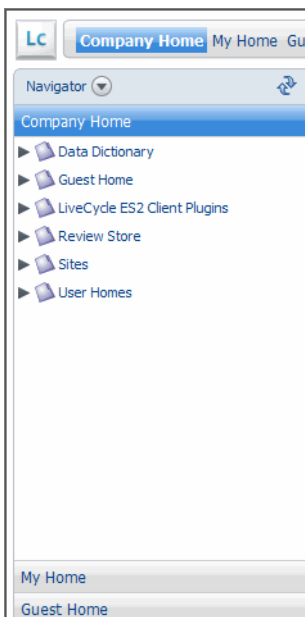 Lc Company Home My Home Gu
Navigator
Company Home
Data Dictionary
Guest Home
LiveCycle ES2 Client Plugins
Review Store
Sites
User Homes
My Home
Guest Home